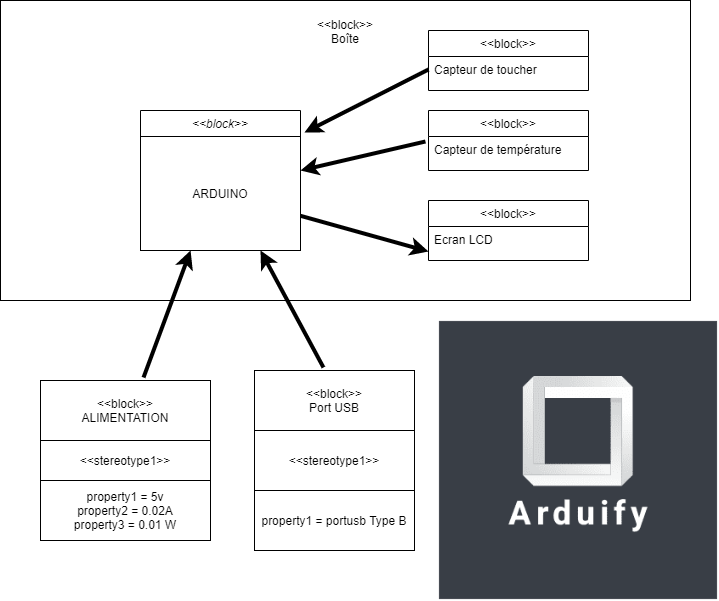 <<block>>
Boîte
<<block>>
Capteur de toucher
<<block>>
ARDUINO
<<block>>
Capteur de température
<<block>>
Ecran LCD
<<block>>
ALIMENTATION
<<stereotype1>>
property1 = 5v
property2 = 0.02A
property3 = 0.01 W
<<block>>
Port USB
<<stereotype1>>
property1 = portusb Type B
Arduify